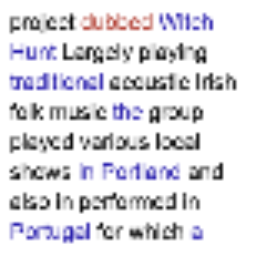 project dubbed Witch
Hunt Largely playing
traditional acoustic Irish
folk music the group
played various local
shows in Portland and
also in performed in
Portugal for which a